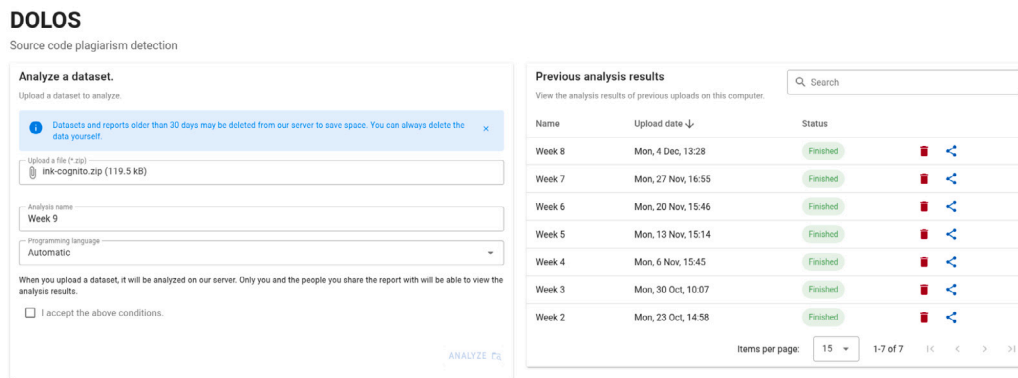 DOLOS
Source code plagiarism detection
Analyze a dataset.
Upload a dataset to analyze.
Datasets and reports older than 30 days may be deleted from our server to save space. You can always delete the
data yourself.
Upload a file (*.zip)
ink-cognito.zip (119.5 kB)
Analysis name
Week 9
Programming language
Automatic
When you upload a dataset, it will be analyzed on our server. Only you and the people you share the report with will be able to view the
analysis results.
I accept the above conditions.
ANALYZE
Previous analysis results
View the analysis results of previous uploads on this computer.
Search
Name Upload date Status
Week 8 Mon, 4 Dec, 13:28 Finished
Week 7 Mon, 27 Nov, 16:55 Finished
Week 6 Mon, 20 Nov, 15:46 Finished
Week 5 Mon, 13 Nov, 15:14 Finished
Week 4 Mon, 6 Nov, 15:45 Finished
Week 3 Mon, 30 Oct, 10:07 Finished
Week 2 Mon, 23 Oct, 14:58 Finished
Items per page: 15 1-7 of 7